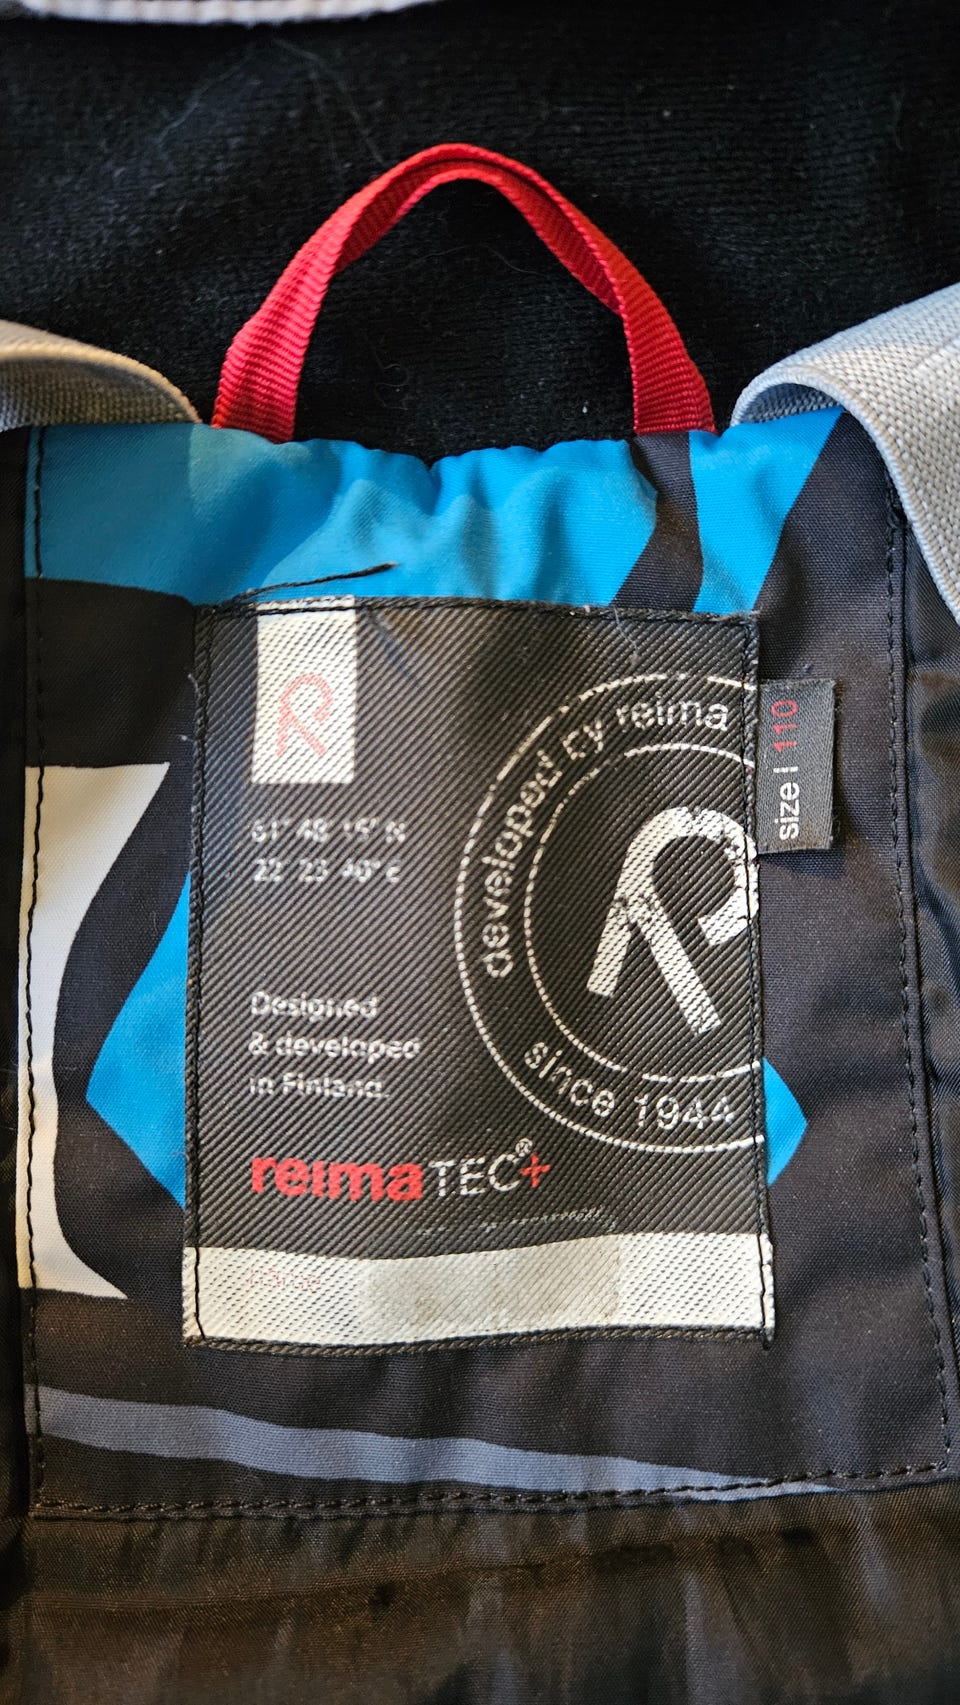 R
61° 48' 15" N
22° 23' 40" E
Designed
& developed
in Finland.
reimaTEC®+
developed by reima
R
since 1944
size | 110